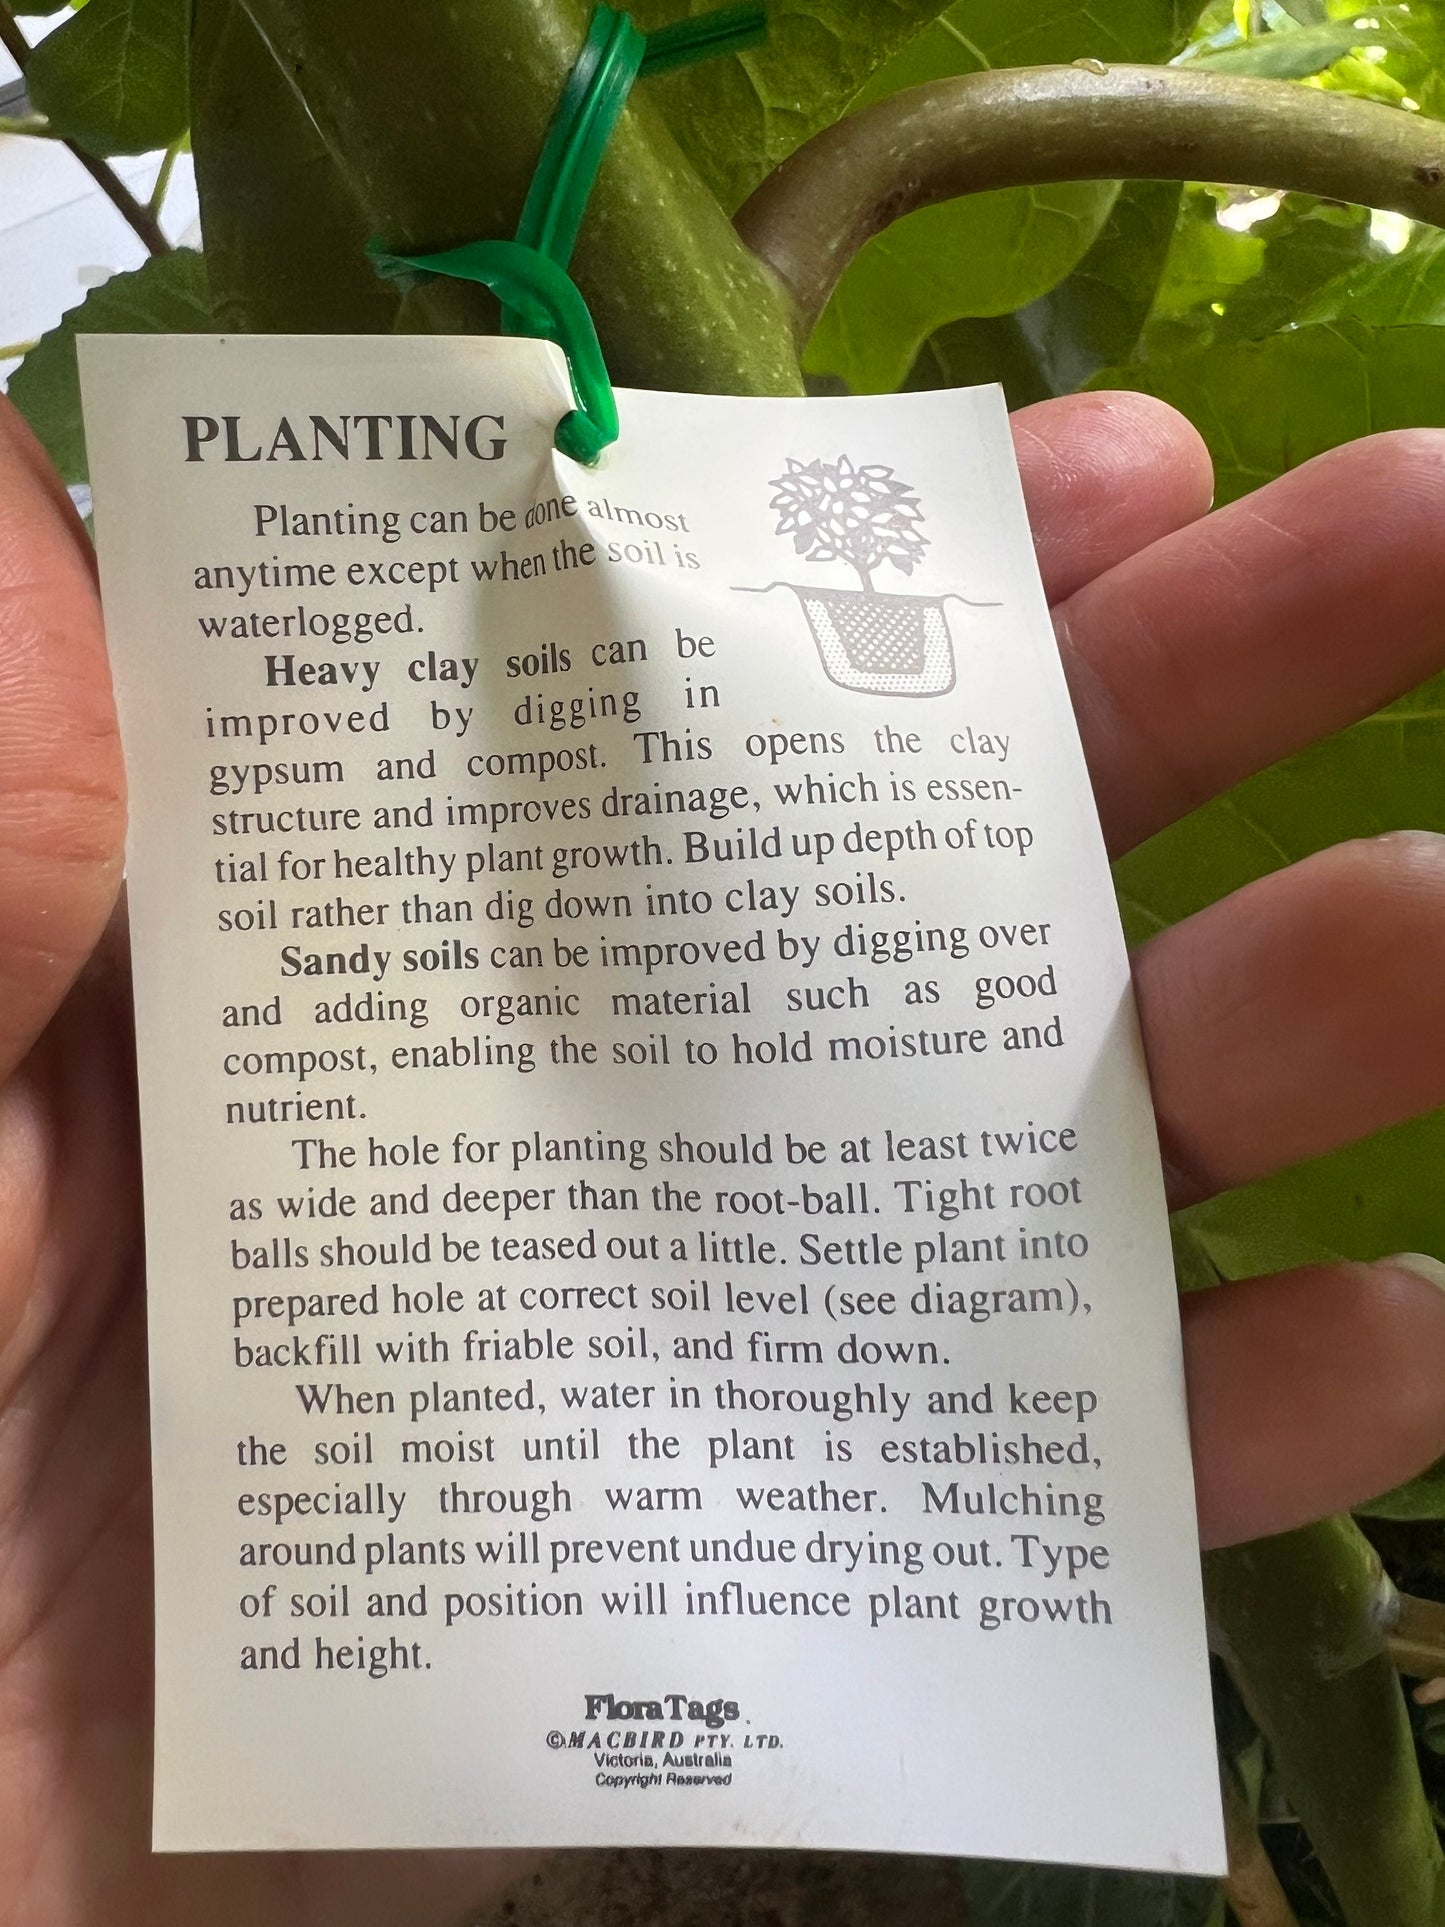 PLANTING
Planting can be done almost
anytime except when the soil is
waterlogged.
Heavy clay soils can be
improved by digging in
gypsum and compost. This opens the clay
structure and improves drainage, which is essen-
tial for healthy plant growth. Build up depth of top
soil rather than dig down into clay soils.
Sandy soils can be improved by digging over
and adding organic material such as good
compost, enabling the soil to hold moisture and
nutrient.
The hole for planting should be at least twice
as wide and deeper than the root-ball. Tight root
balls should be teased out a little. Settle plant into
prepared hole at correct soil level (see diagram),
backfill with friable soil, and firm down.
When planted, water in thoroughly and keep
the soil moist until the plant is established,
especially through warm weather. Mulching
around plants will prevent undue drying out. Type
of soil and position will influence plant growth
and height.
Flora Tags
©MACBIRD PTY. LTD.
Victoria, Australia
Copyright Reserved